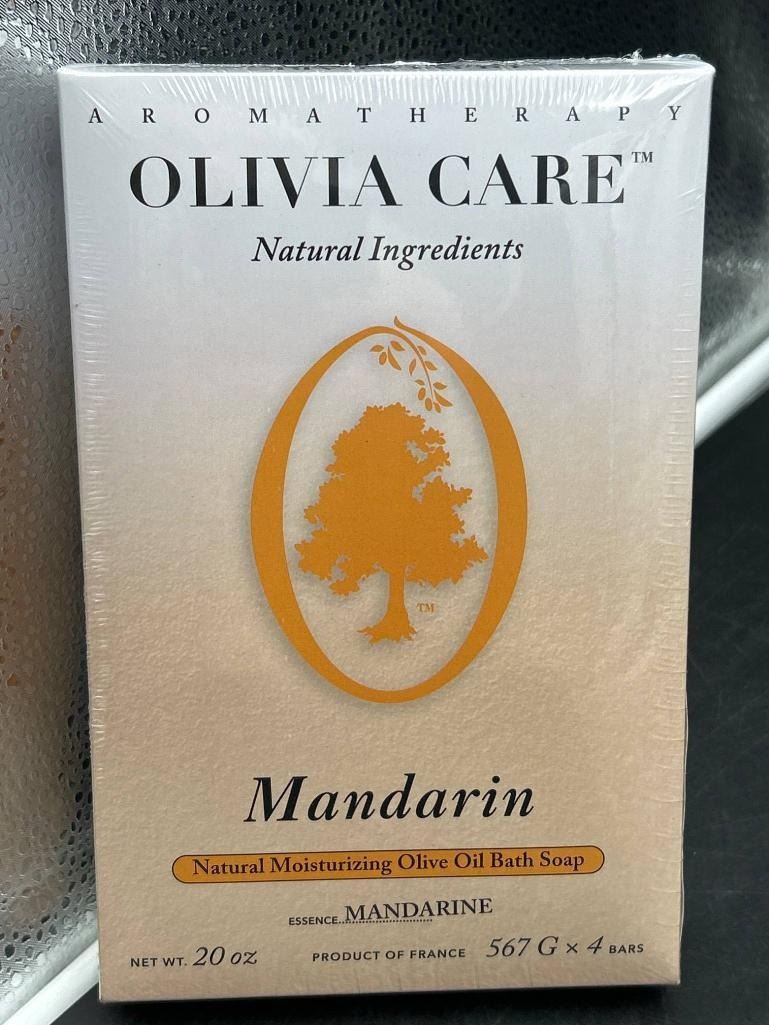 AROMATHERAPY
OLIVIA CARE™
Natural Ingredients
TM
Mandarin
Natural Moisturizing Olive Oil Bath Soap
ESSENCE...MANDARINE
NET WT. 20 oz PRODUCT OF FRANCE 567 G × 4 BARS